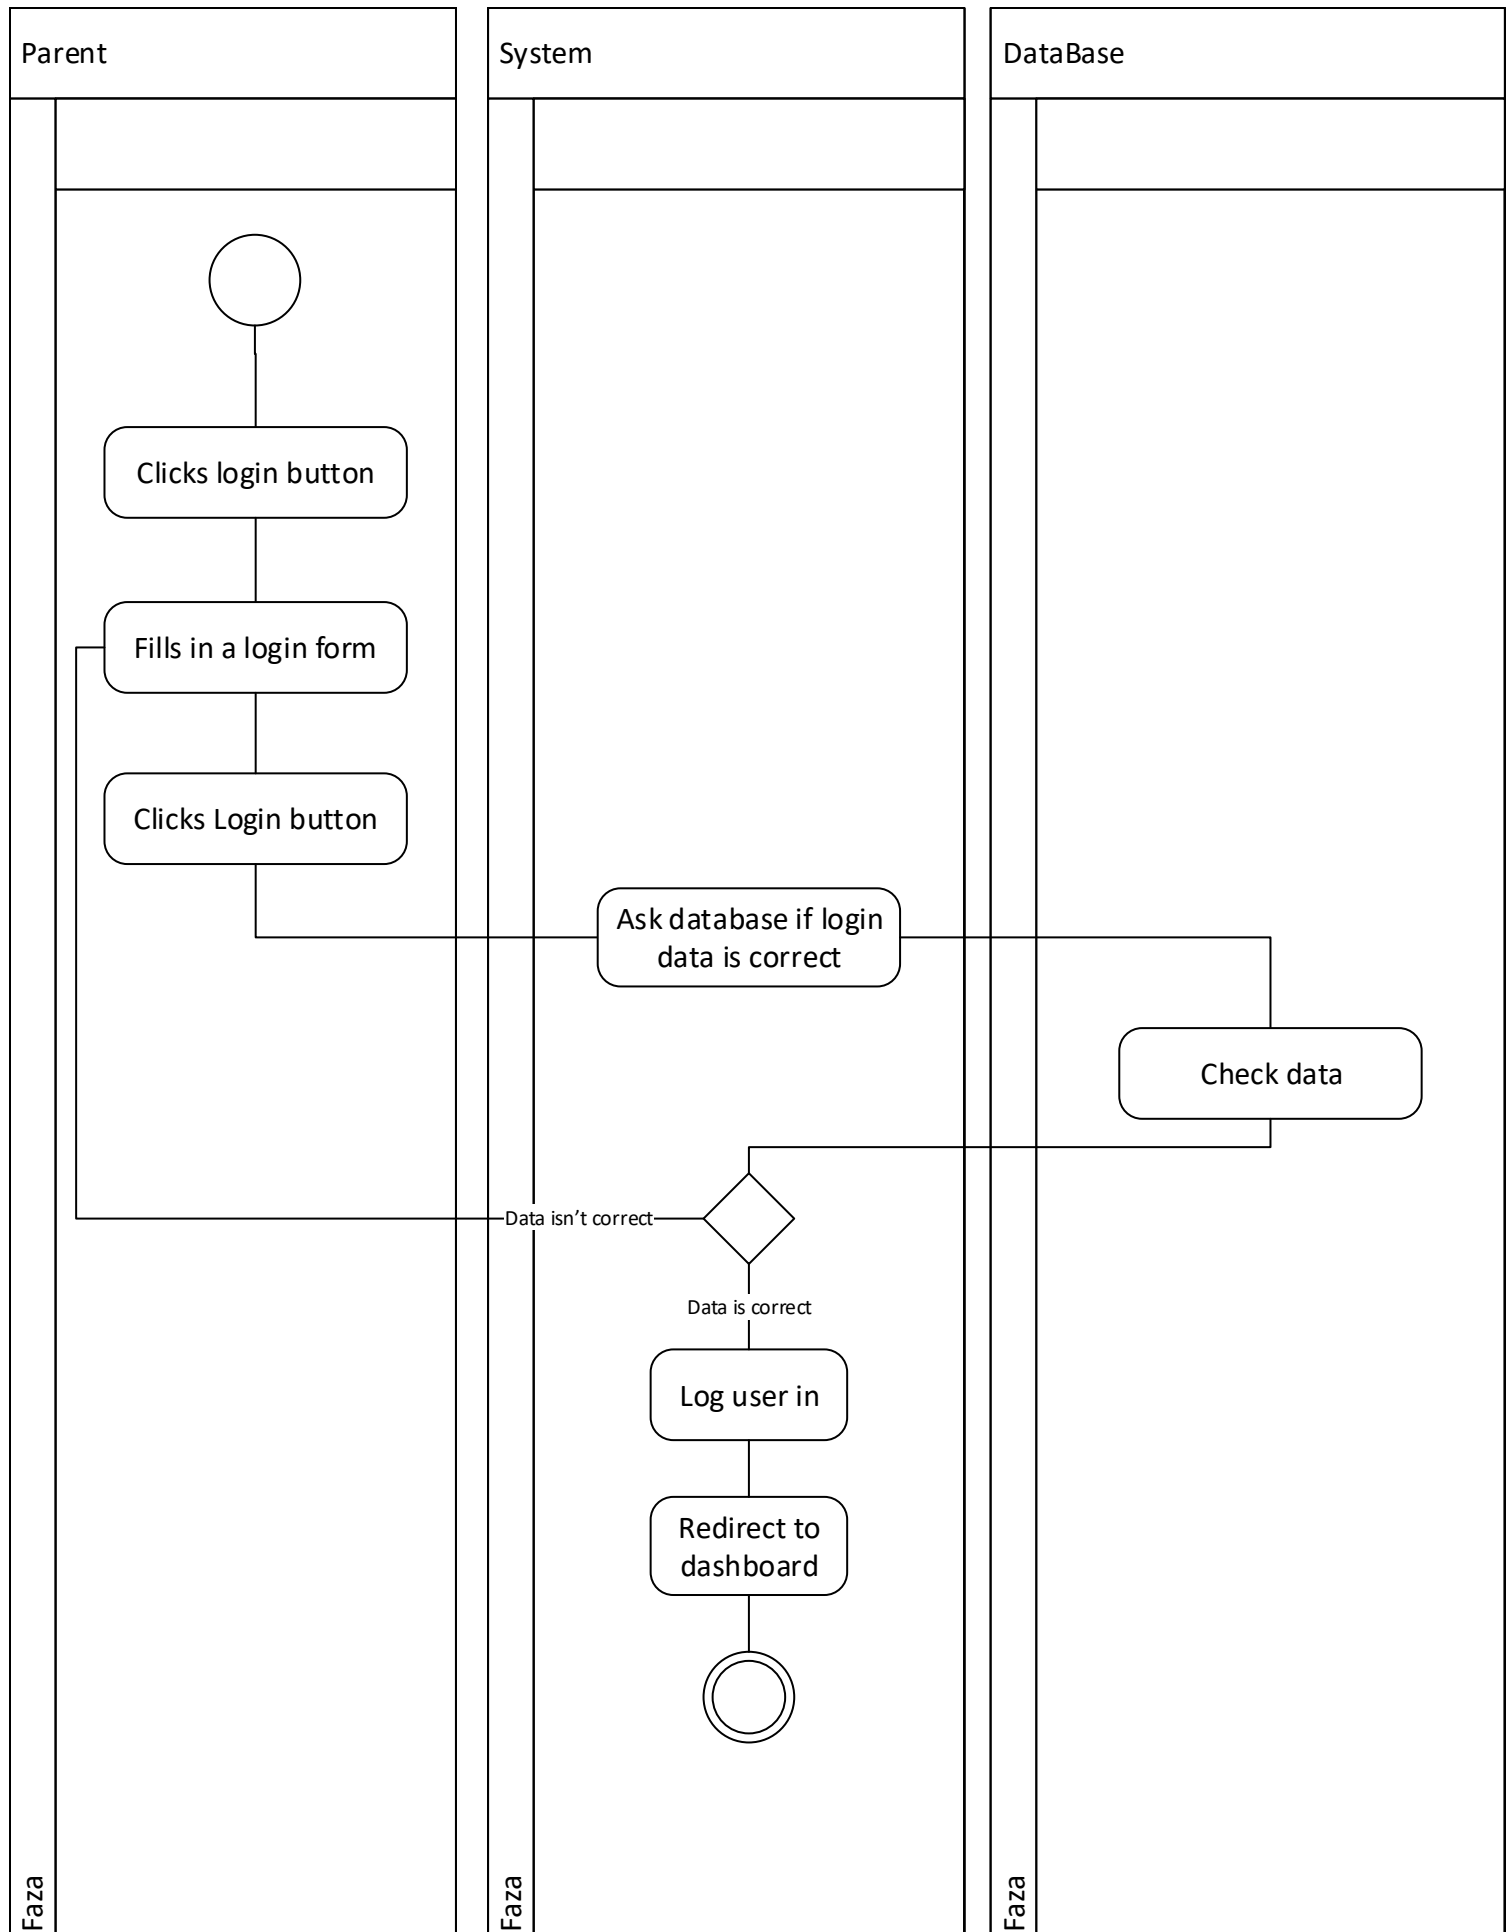 Parent
System
DataBase
Clicks login button
Fills in a login form
Clicks Login button
Ask database if login
data is correct
Check data
Data isn't correct
Data is correct
Log user in
Redirect to
dashboard
Faza
Faza
Faza